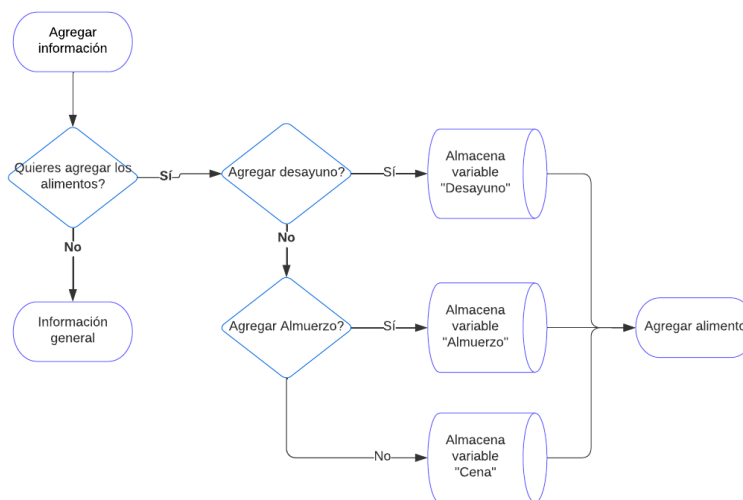 Agregar
información
Quieres agregar los
alimentos?
Sí
Agregar desayuno?
Sí
Almacena
variable
"Desayuno"
No
No
Información
general
Agregar Almuerzo?
Sí
Almacena
variable
"Almuerzo"
Agregar alimento
No
Almacena
variable
"Cena"